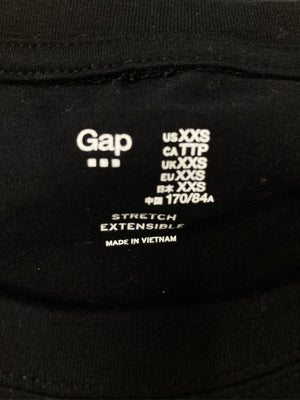 Gap
US XXS
CA TTP
UK XXS
EU XXS
日本 XXS
中国 170/84A
STRETCH
EXTENSIBLE
MADE IN VIETNAM